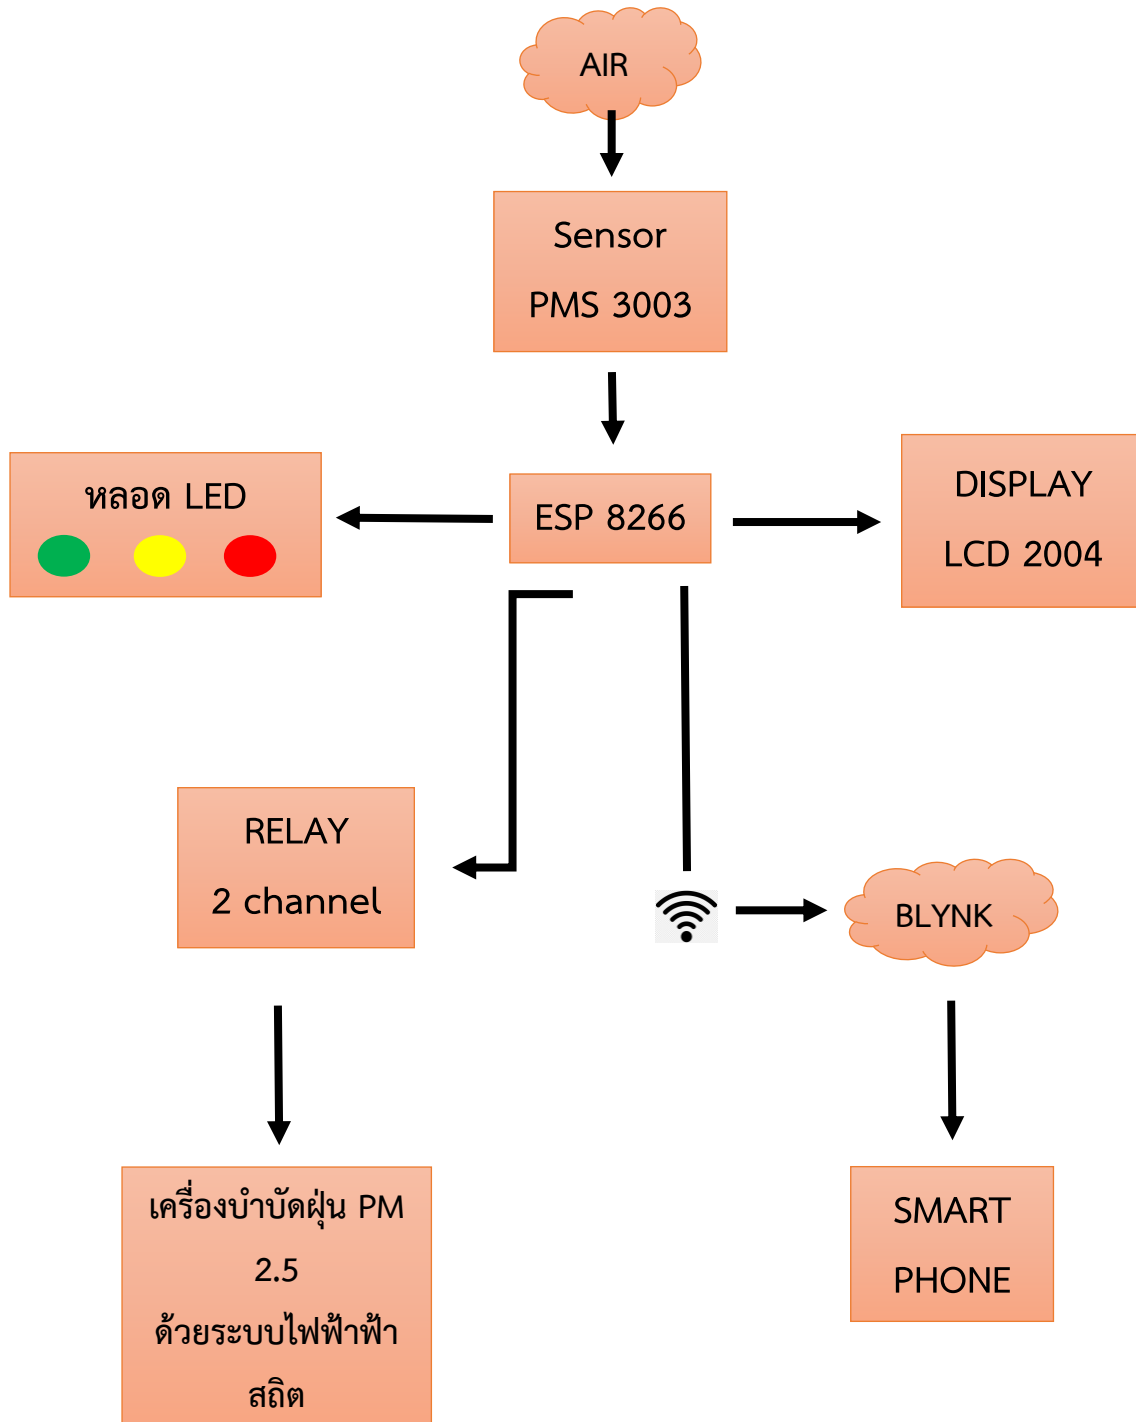 AIR
Sensor
PMS 3003
หลอด LED
ESP 8266
DISPLAY
LCD 2004
RELAY
2 channel
BLYNK
เครื่องบำบัดฝุ่น PM
2.5
ด้วยระบบไฟฟ้าฟ้า
สถิต
SMART
PHONE